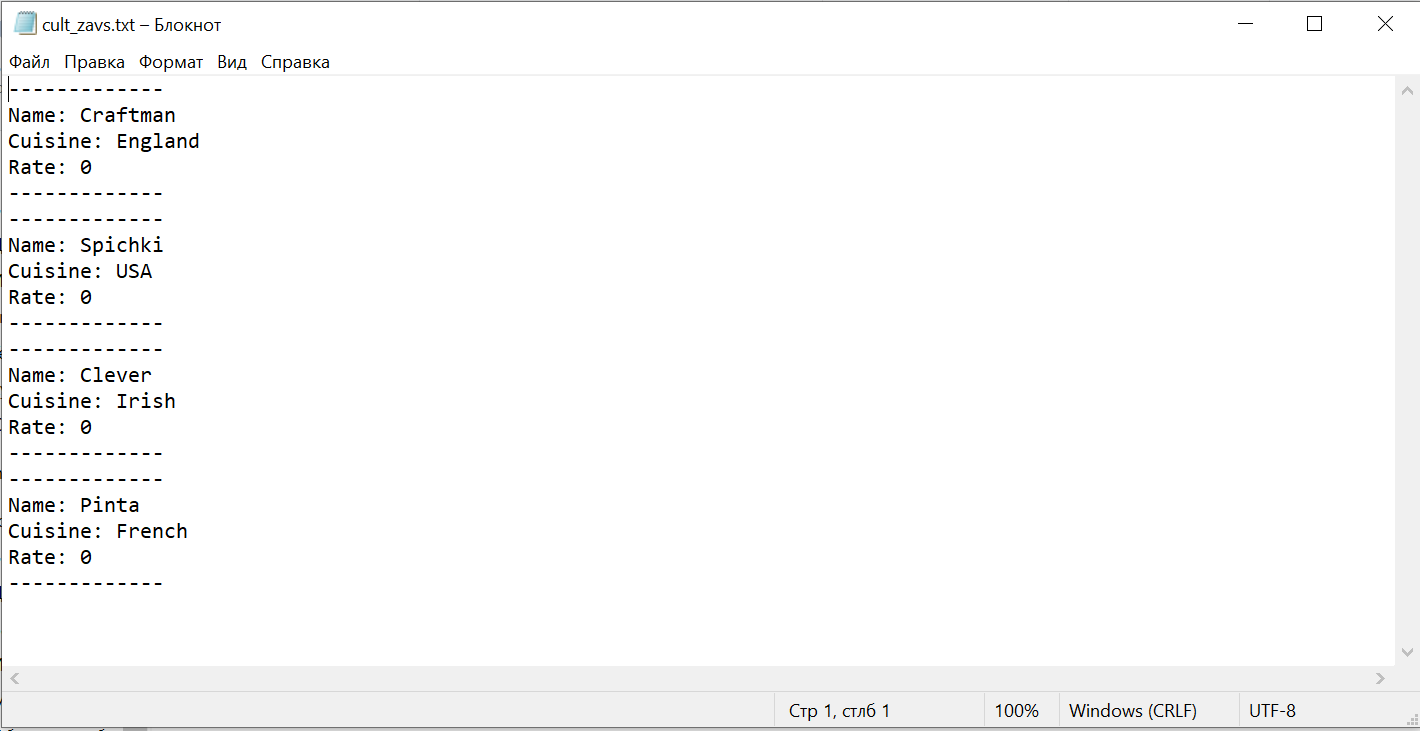 cult_zavs.txt – Блокнот
Файл Правка Формат Вид Справка
-------------
Name: Craftman
Cuisine: England
Rate: 0
-------------
-------------
Name: Spichki
Cuisine: USA
Rate: 0
-------------
-------------
Name: Clever
Cuisine: Irish
Rate: 0
-------------
-------------
Name: Pinta
Cuisine: French
Rate: 0
-------------
Стр 1, стлб 1 100% Windows (CRLF) UTF-8